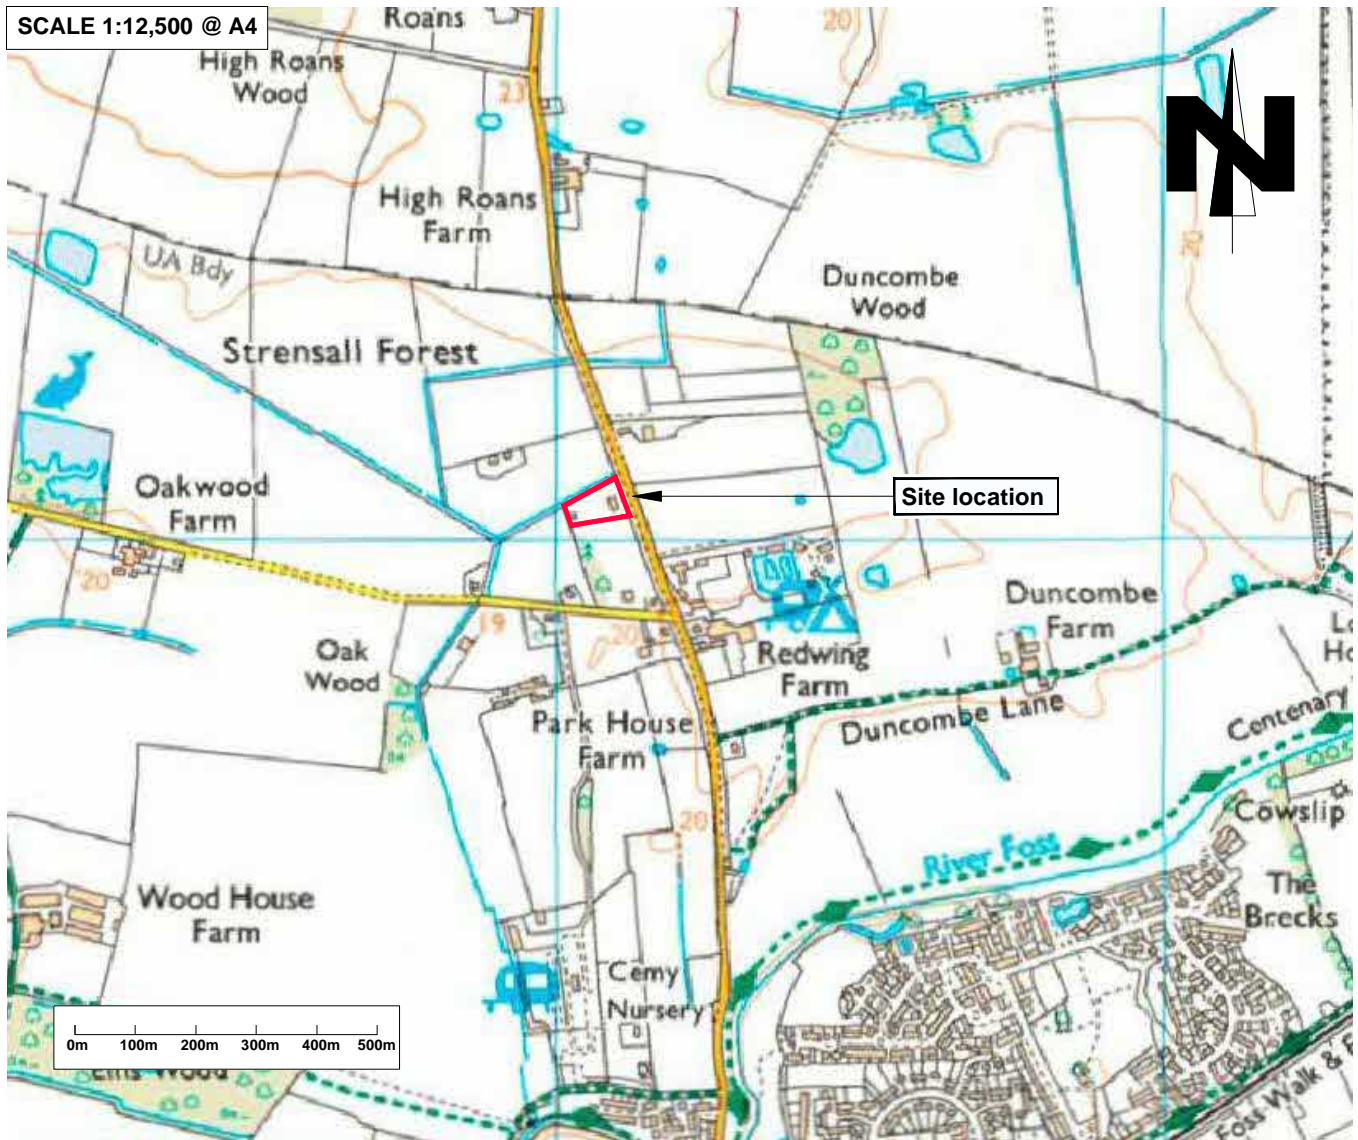 SCALE 1:12,500 @ A4
Roans
High Roans
Wood
20
23
N
High Roans
Farm
UA Bdy
20
Duncombe
Wood
Strensall Forest
Oakwood
Farm
Site location
20
19
20
Duncombe
Farm
Oak
Wood
Redwing
Farm
Park House
Farm
Duncombe Lane
Centenary
20
Cowslip
River Foss
The
Brecks
Wood House
Farm
Cemy
Nursery
0m 100m 200m 300m 400m 500m
Foss Walk &